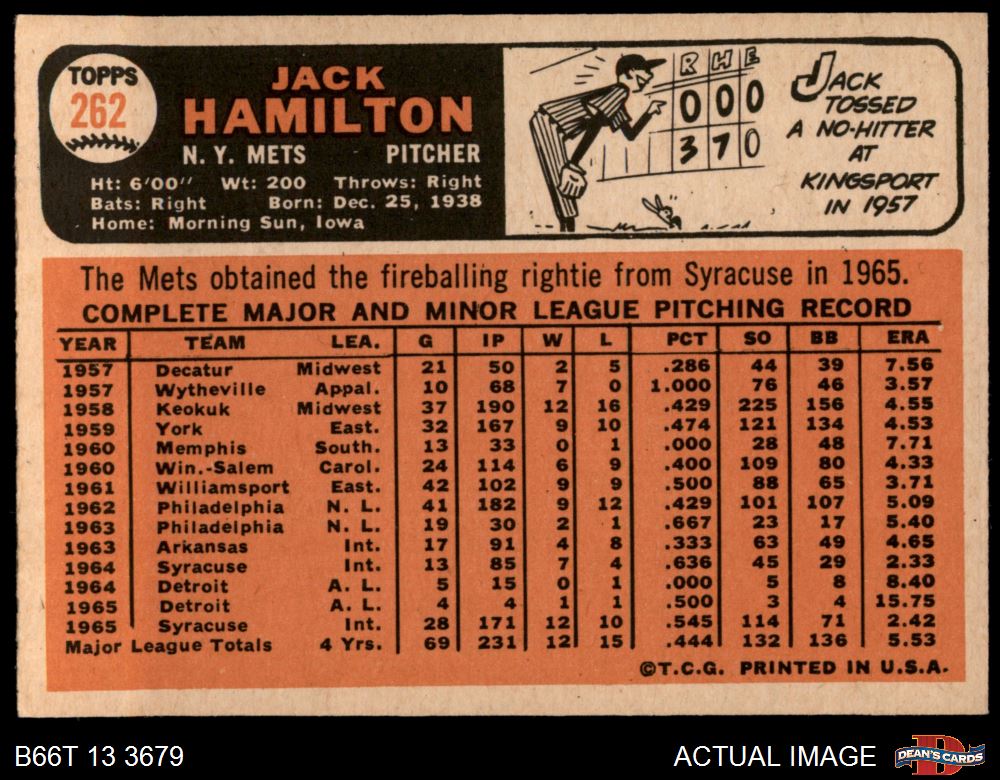 TOPPS
262
JACK
HAMILTON
N. Y. METS PITCHER
Ht: 6'00" Wt: 200 Throws: Right
Bats: Right Born: Dec. 25, 1938
Home: Morning Sun, Iowa
R H E
0 0 0
3 7 0
JACK
TOSSED
A NO-HITTER
AT
KINGSPORT
IN 1957
The Mets obtained the fireballing rightie from Syracuse in 1965.
COMPLETE MAJOR AND MINOR LEAGUE PITCHING RECORD
YEAR TEAM LEA. G IP W L PCT SO BB ERA
1957 Decatur Midwest 21 50 2 5 .286 44 39 7.56
1957 Wytheville Appal. 10 68 7 0 1.000 76 46 3.57
1958 Keokuk Midwest 37 190 12 16 .429 225 156 4.55
1959 York East. 32 167 9 10 .474 121 134 4.53
1960 Memphis South. 13 33 0 1 .000 28 48 7.71
1960 Win.-Salem Carol. 24 114 6 9 .400 109 80 4.33
1961 Williamsport East. 42 102 9 9 .500 88 65 3.71
1962 Philadelphia N. L. 41 182 9 12 .429 101 107 5.09
1963 Philadelphia N. L. 19 30 2 1 .667 23 17 5.40
1963 Arkansas Int. 17 91 4 8 .333 63 49 4.65
1964 Syracuse Int. 13 85 7 4 .636 45 29 2.33
1964 Detroit A. L. 5 15 0 1 .000 5 8 8.40
1965 Detroit A. L. 4 4 1 1 .500 3 4 15.75
1965 Syracuse Int. 28 171 12 10 .545 114 71 2.42
Major League Totals 4 Yrs. 69 231 12 15 .444 132 136 5.53
©T.C.G. PRINTED IN U.S.A.
B66T 13 3679 ACTUAL IMAGE
DEAN'S CARDS